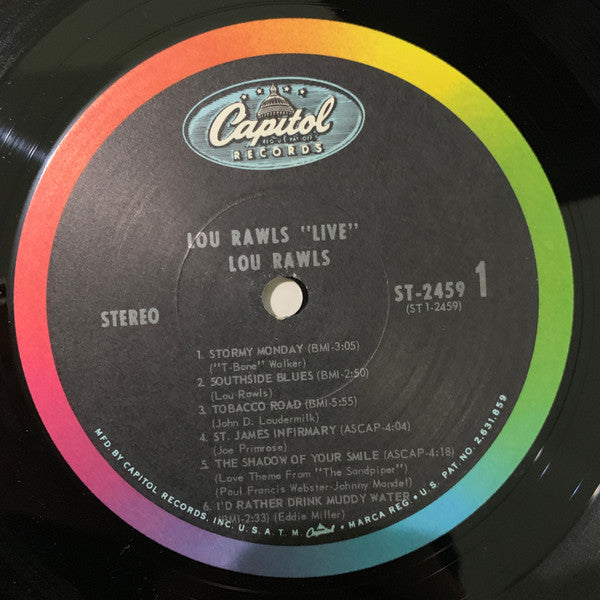 Capitol
REG. U.S. PAT. OFF.
RECORDS
LOU RAWLS "LIVE"
LOU RAWLS
STEREO
ST-2459 1
(ST 1-2459)
1. STORMY MONDAY (BMI-3:05)
("T-Bone" Walker)
2. SOUTHSIDE BLUES (BMI-2:50)
(Lou Rawls)
3. TOBACCO ROAD (BMI-5:55)
(John D. Loudermilk)
4. ST. JAMES INFIRMARY (ASCAP-4:04)
(Joe Primrose)
5. THE SHADOW OF YOUR SMILE (ASCAP-4:18)
(Love Theme From "The Sandpiper")
(Paul Francis Webster-Johnny Mandel)
6. I'D RATHER DRINK MUDDY WATER
(BMI-2:33) (Eddie Miller)
MFD. BY CAPITOL RECORDS, INC. U.S.A. T.M. Capitol • MARCA REG. • U.S. PAT. NO. 2,631,859